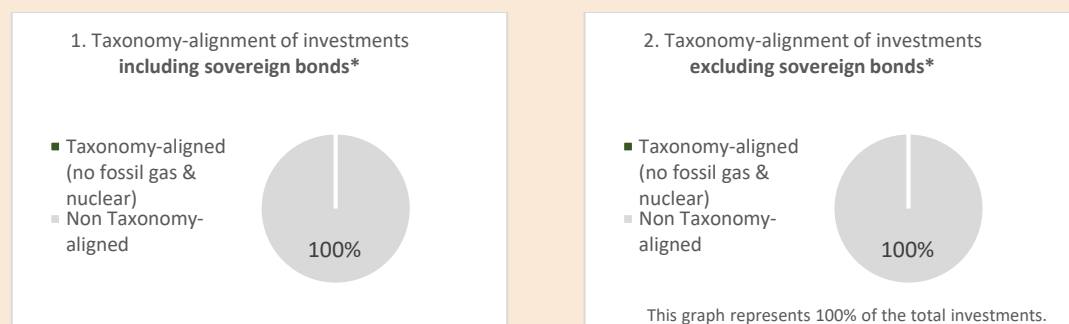 1. Taxonomy-alignment of investments
including sovereign bonds*
Taxonomy-aligned
(no fossil gas &
nuclear)
Non Taxonomy-
aligned
100%
2. Taxonomy-alignment of investments
excluding sovereign bonds*
Taxonomy-aligned
(no fossil gas &
nuclear)
Non Taxonomy-
aligned
100%
This graph represents 100% of the total investments.